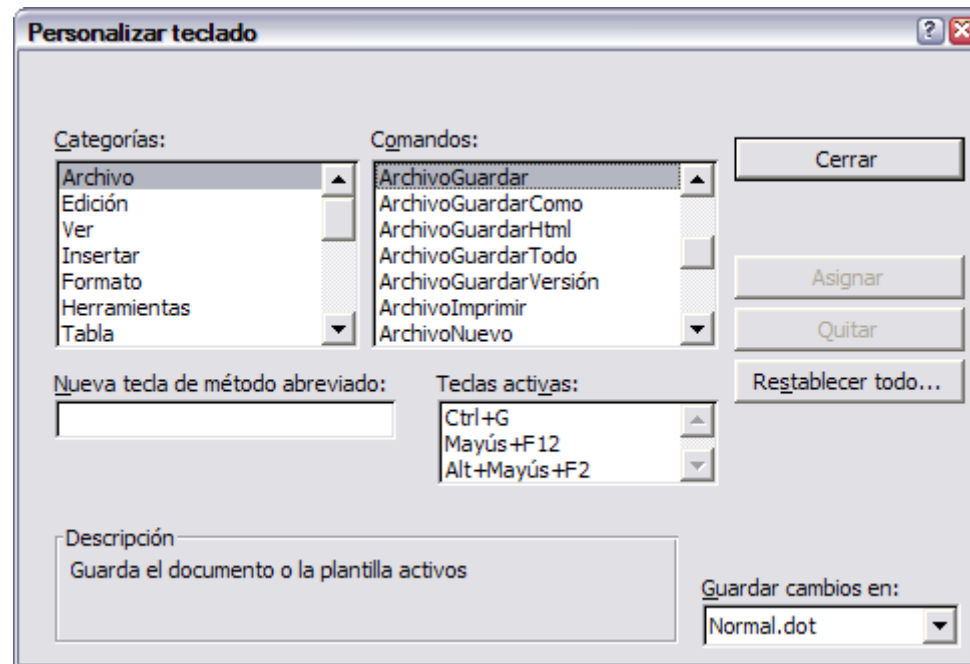 Personalizar teclado
Categorías:
Archivo
Edición
Ver
Insertar
Formato
Herramientas
Tabla
Comandos:
ArchivoGuardar
ArchivoGuardarComo
ArchivoGuardarHtml
ArchivoGuardarTodo
ArchivoGuardarVersión
ArchivoImprimir
ArchivoNuevo
Cerrar
Asignar
Quitar
Restablecer todo...
Nueva tecla de método abreviado:
Teclas activas:
Ctrl+G
Mayús+F12
Alt+Mayús+F2
Descripción
Guarda el documento o la plantilla activos
Guardar cambios en:
Normal.dot